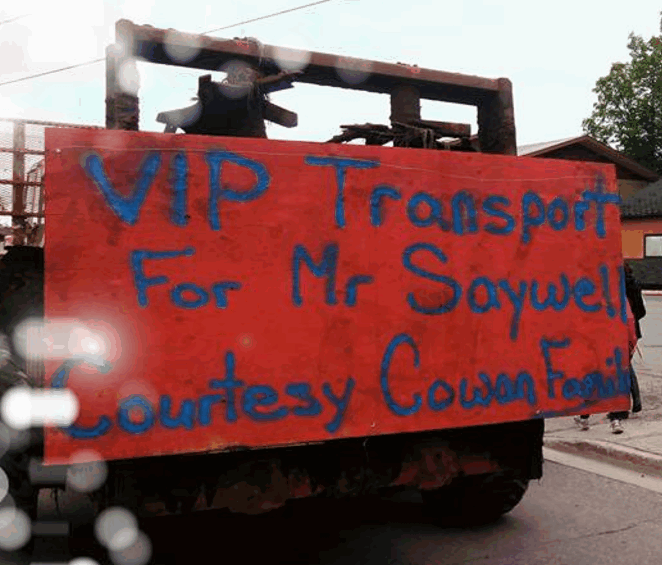 VIP Transport
For Mr Saywell
Courtesy Cowan Family